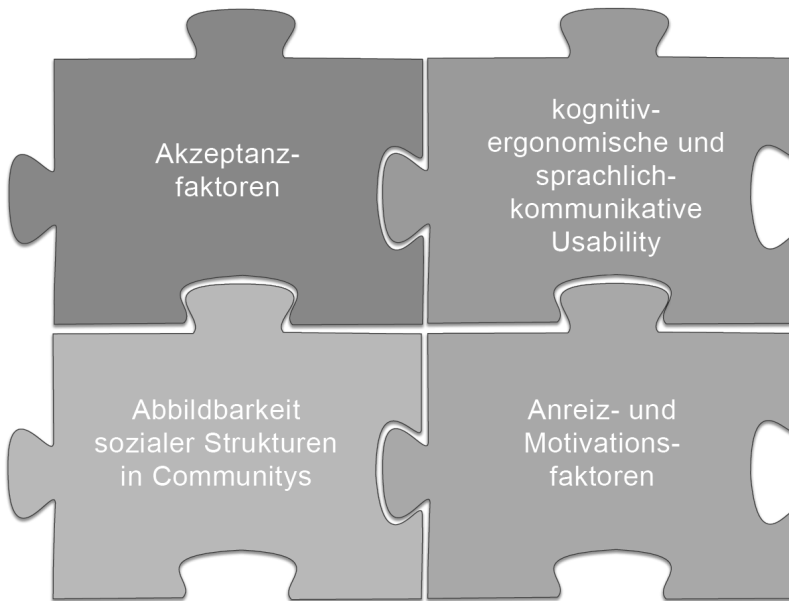 Akzeptanz-
faktoren
kognitiv-
ergonomische und
sprachlich-
kommunikative
Usability
Abbildbarkeit
sozialer Strukturen
in Communitys
Anreiz- und
Motivations-
faktoren